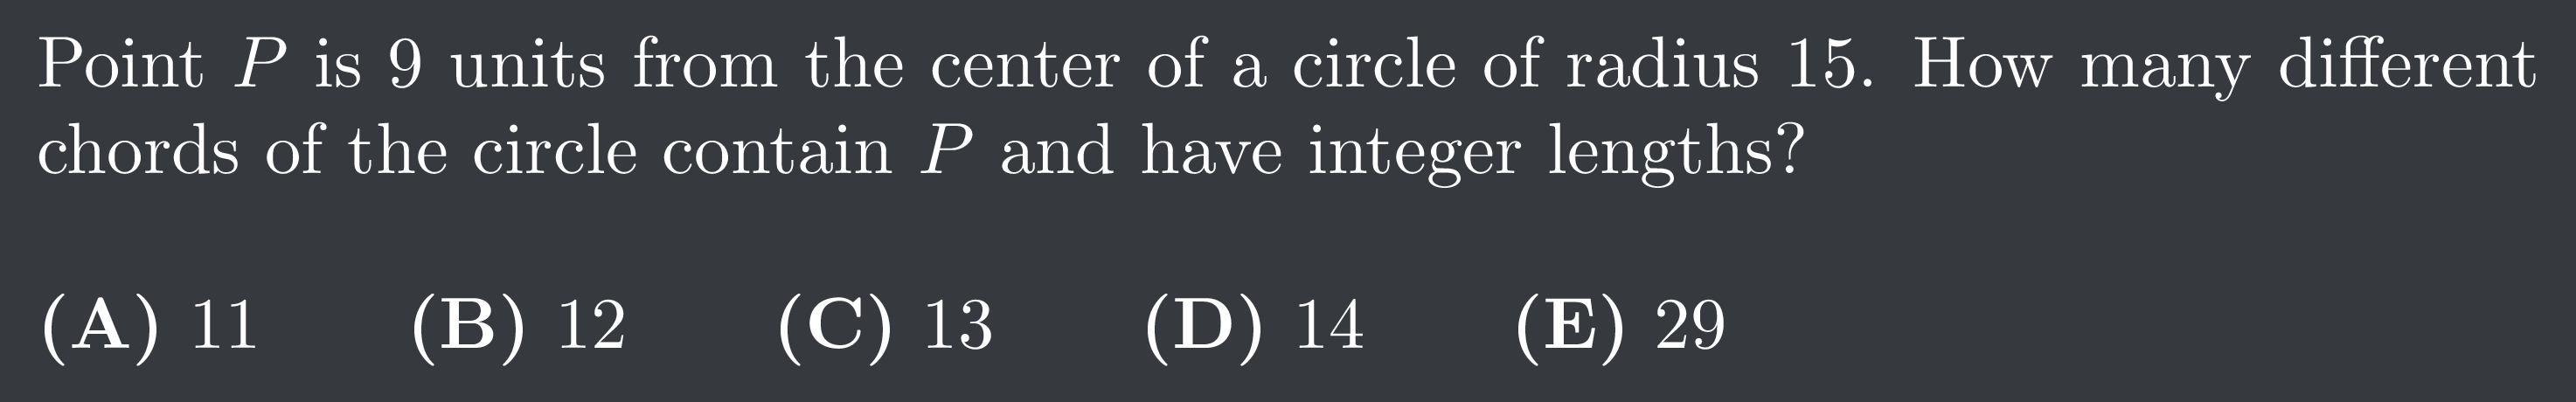 Point P is 9 units from the center of a circle of radius 15. How many different
chords of the circle contain P and have integer lengths?
(A) 11 (B) 12 (C) 13 (D) 14 (E) 29